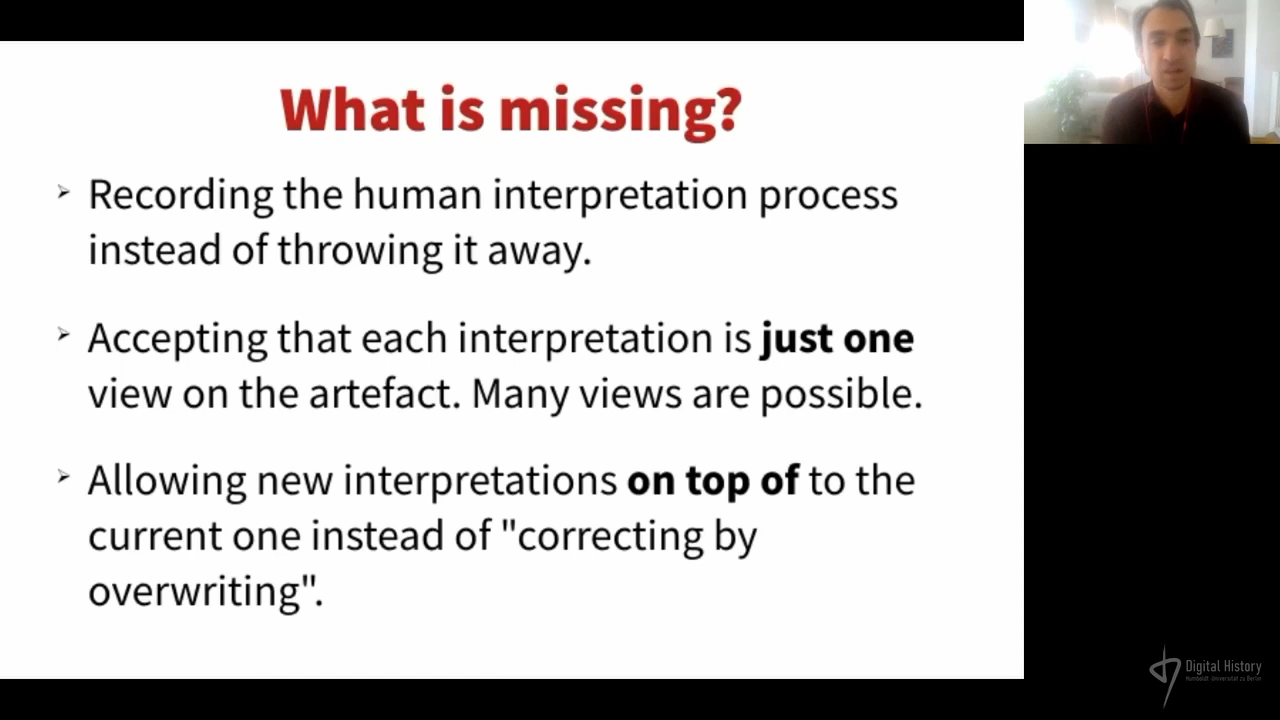 What is missing?
Recording the human interpretation process
instead of throwing it away.
Accepting that each interpretation is just one
view on the artefact. Many views are possible.
Allowing new interpretations on top of to the
current one instead of "correcting by
overwriting".
Digital History
Humboldt-Universität zu Berlin